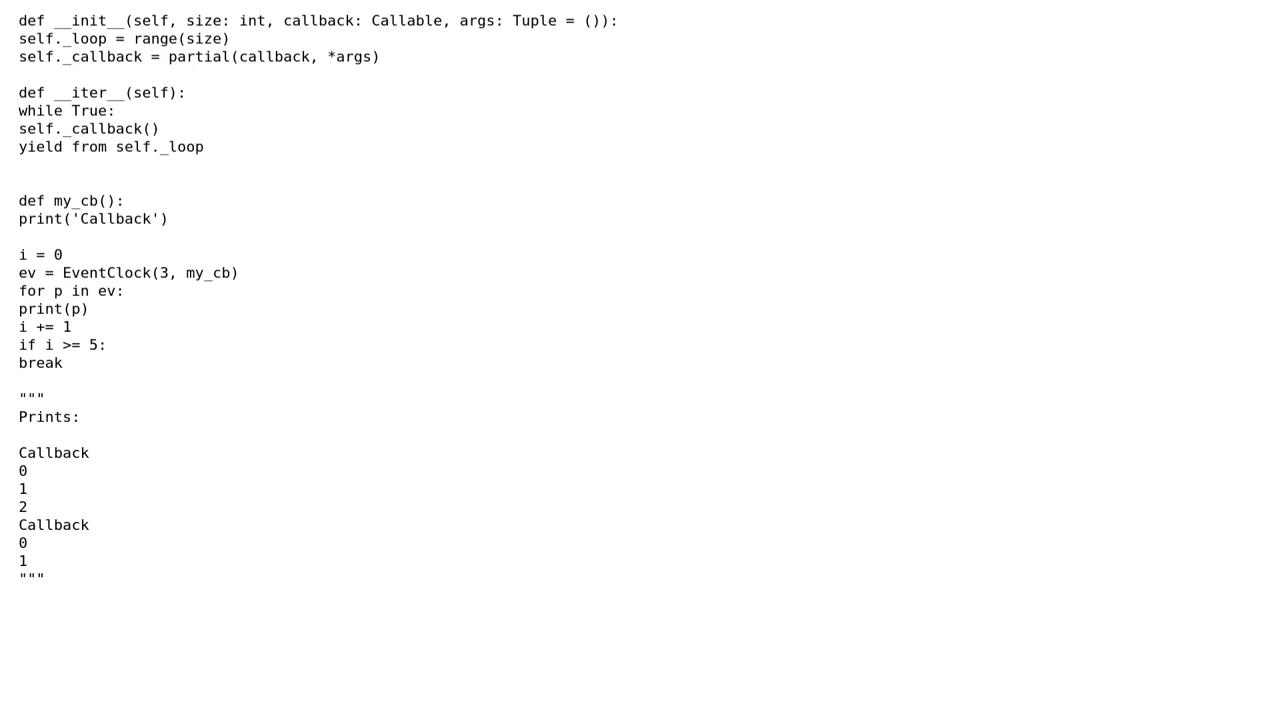 def __init__(self, size: int, callback: Callable, args: Tuple = ()):
self._loop = range(size)
self._callback = partial(callback, *args)

def __iter__(self):
while True:
self._callback()
yield from self._loop


def my_cb():
print('Callback')

i = 0
ev = EventClock(3, my_cb)
for p in ev:
print(p)
i += 1
if i >= 5:
break

"""
Prints:

Callback
0
1
2
Callback
0
1
"""